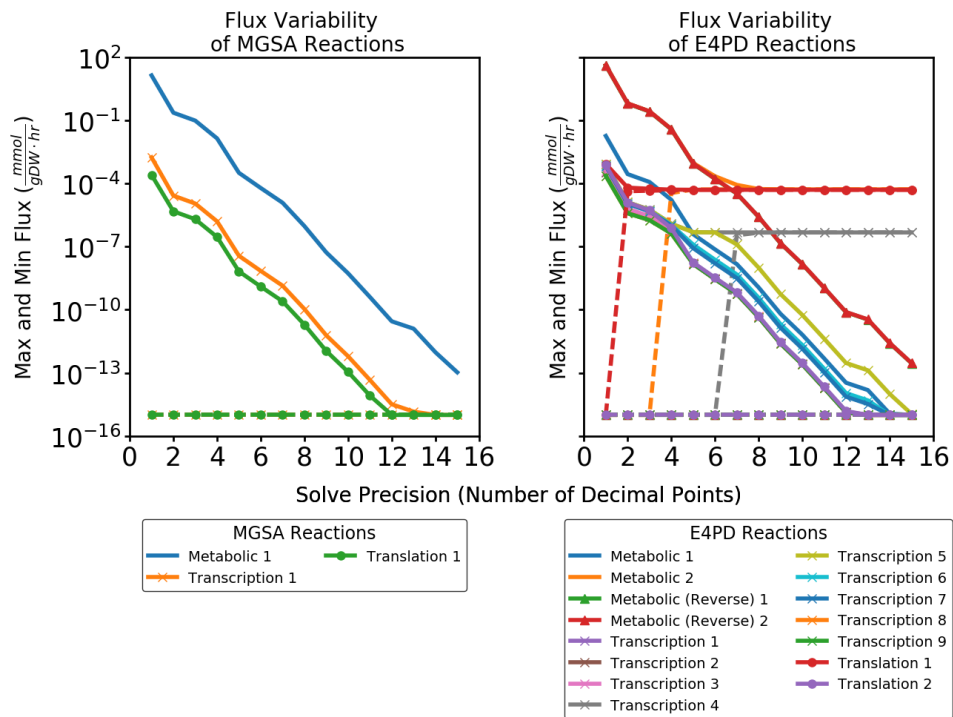 Flux Variability
of MGSA Reactions
Flux Variability
of E4PD Reactions
Max and Min Flux (mmol/gDW · hr)
10^2
10^-1
10^-4
10^-7
10^-10
10^-13
10^-16
0 2 4 6 8 10 12 14 16
Max and Min Flux (mmol/gDW · hr)
0 2 4 6 8 10 12 14 16
Solve Precision (Number of Decimal Points)
MGSA Reactions
Metabolic 1
Transcription 1
Translation 1
E4PD Reactions
Metabolic 1
Metabolic 2
Metabolic (Reverse) 1
Metabolic (Reverse) 2
Transcription 1
Transcription 2
Transcription 3
Transcription 4
Transcription 5
Transcription 6
Transcription 7
Transcription 8
Transcription 9
Translation 1
Translation 2